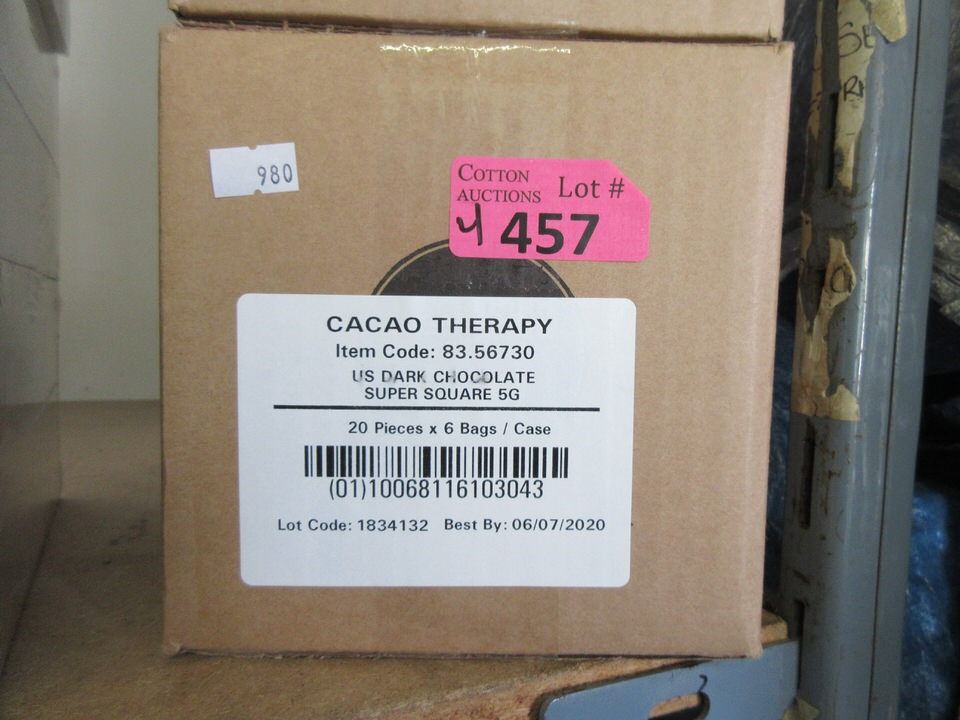 980
COTTON
AUCTIONS Lot #
4 457
CACAO THERAPY
Item Code: 83.56730
US DARK CHOCOLATE
SUPER SQUARE 5G
20 Pieces x 6 Bags / Case
(01)10068116103043
Lot Code: 1834132 Best By: 06/07/2020